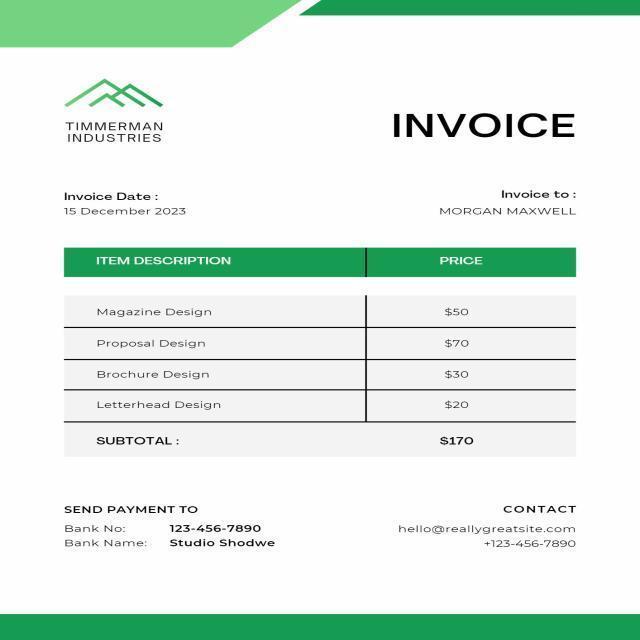 TIMMERMAN
INDUSTRIES
INVOICE
Invoice Date :
15 December 2023
Invoice to :
MORGAN MAXWELL
ITEM DESCRIPTION PRICE
Magazine Design $50
Proposal Design $70
Brochure Design $30
Letterhead Design $20
SUBTOTAL : $170
SEND PAYMENT TO
Bank No: 123-456-7890
Bank Name: Studio Shodwe
CONTACT
hello@reallygreatsite.com
+123-456-7890